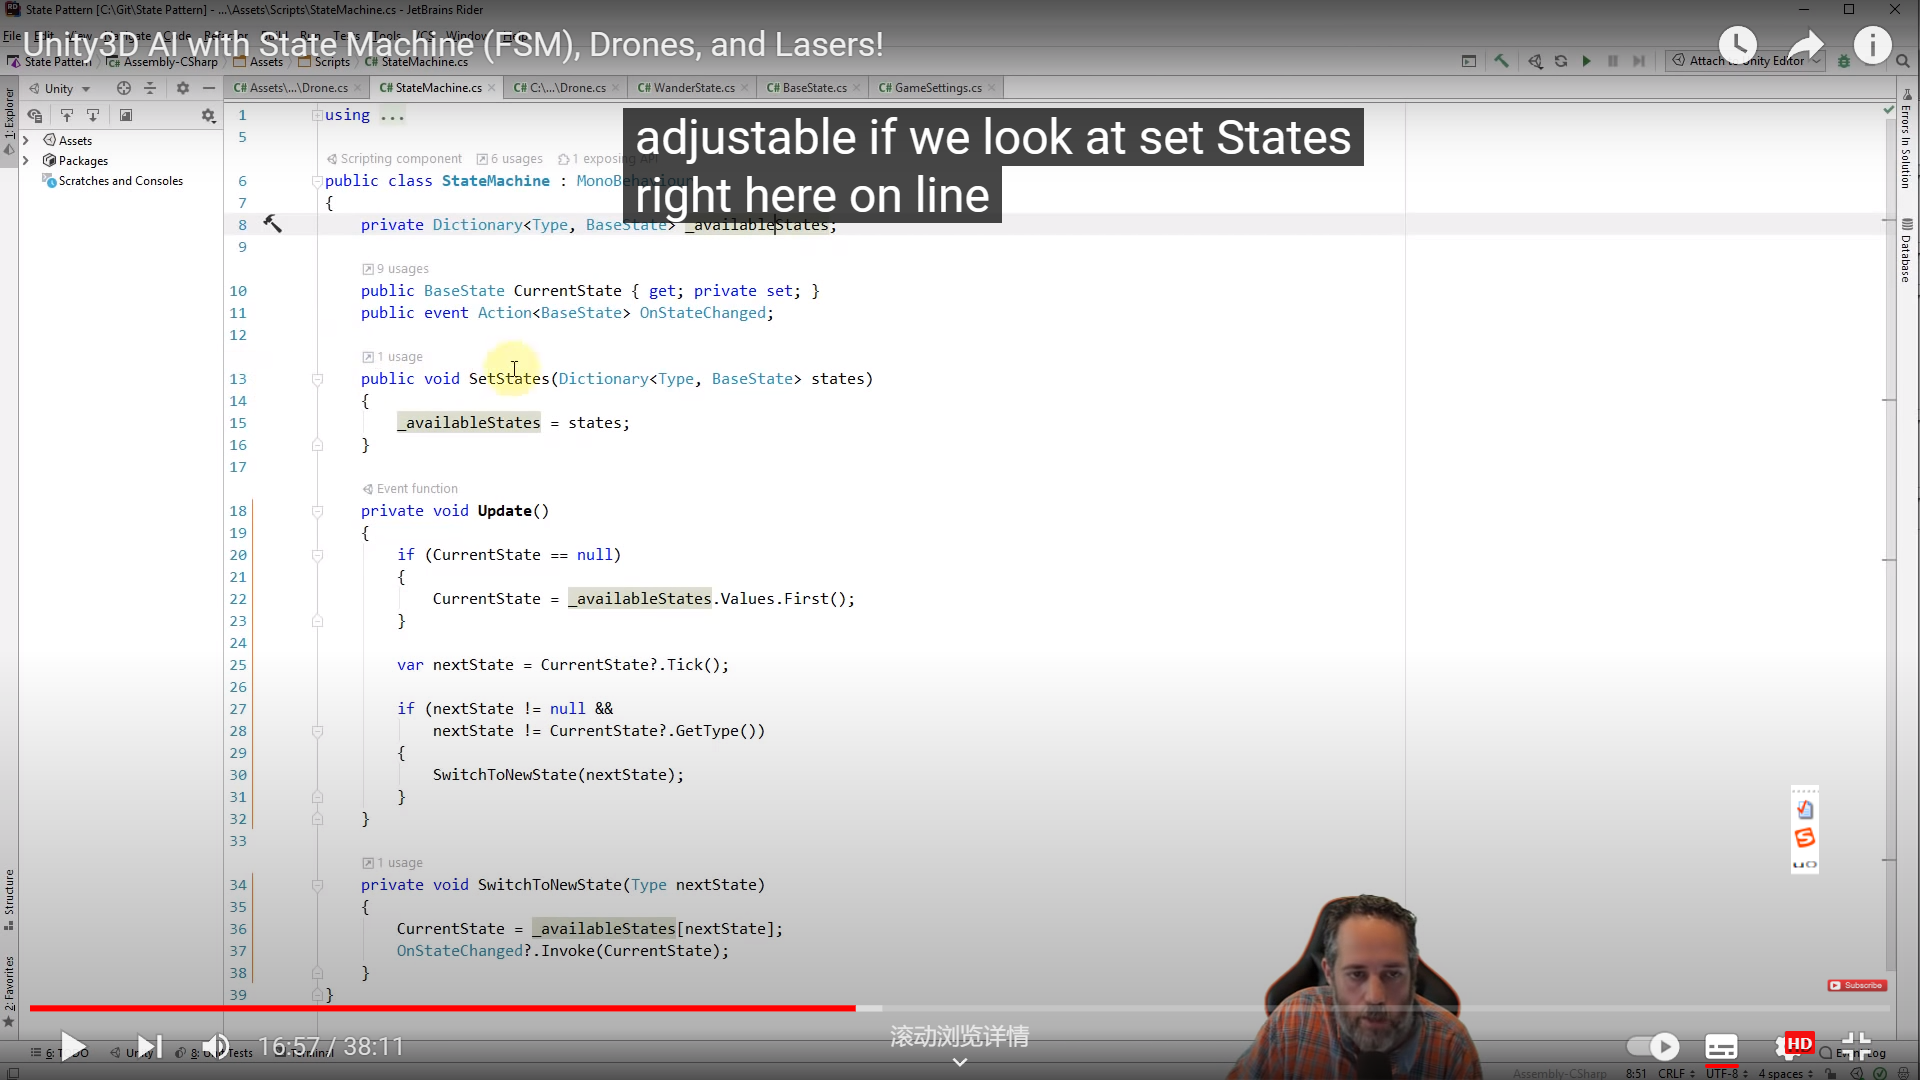 State Pattern [C:\Git\State Pattern] - ...\Assets\Scripts\StateMachine.cs - JetBrains Rider
Unity3D AI with State Machine (FSM), Drones, and Lasers!
Assembly-CSharp
Assets
Scripts
StateMachine.cs
Unity
Assets\...\Drone.cs
StateMachine.cs
C:\...\Drone.cs
WanderState.cs
BaseState.cs
GameSettings.cs
1: Explorer
Assets
Packages
Scratches and Consoles
adjustable if we look at set States
right here on line
1 using ...
5
Scripting component 6 usages 1 exposing API
6 public class StateMachine : MonoBehaviour
7 {
8 private Dictionary<Type, BaseState> _availableStates;
9
9 usages
10 public BaseState CurrentState { get; private set; }
11 public event Action<BaseState> OnStateChanged;
12
1 usage
13 public void SetStates(Dictionary<Type, BaseState> states)
14 {
15 _availableStates = states;
16 }
17
Event function
18 private void Update()
19 {
20 if (CurrentState == null)
21 {
22 CurrentState = _availableStates.Values.First();
23 }
24
25 var nextState = CurrentState?.Tick();
26
27 if (nextState != null &&
28 nextState != CurrentState?.GetType())
29 {
30 SwitchToNewState(nextState);
31 }
32 }
33
1 usage
34 private void SwitchToNewState(Type nextState)
35 {
36 CurrentState = _availableStates[nextState];
37 OnStateChanged?.Invoke(CurrentState);
38 }
39 }
Errors In Solution
Database
Structure
2: Favorites
Subscribe
16:57 / 38:11
滚动浏览详情
HD
Assembly-CSharp 8:51 CRLF UTF-8 4 spaces